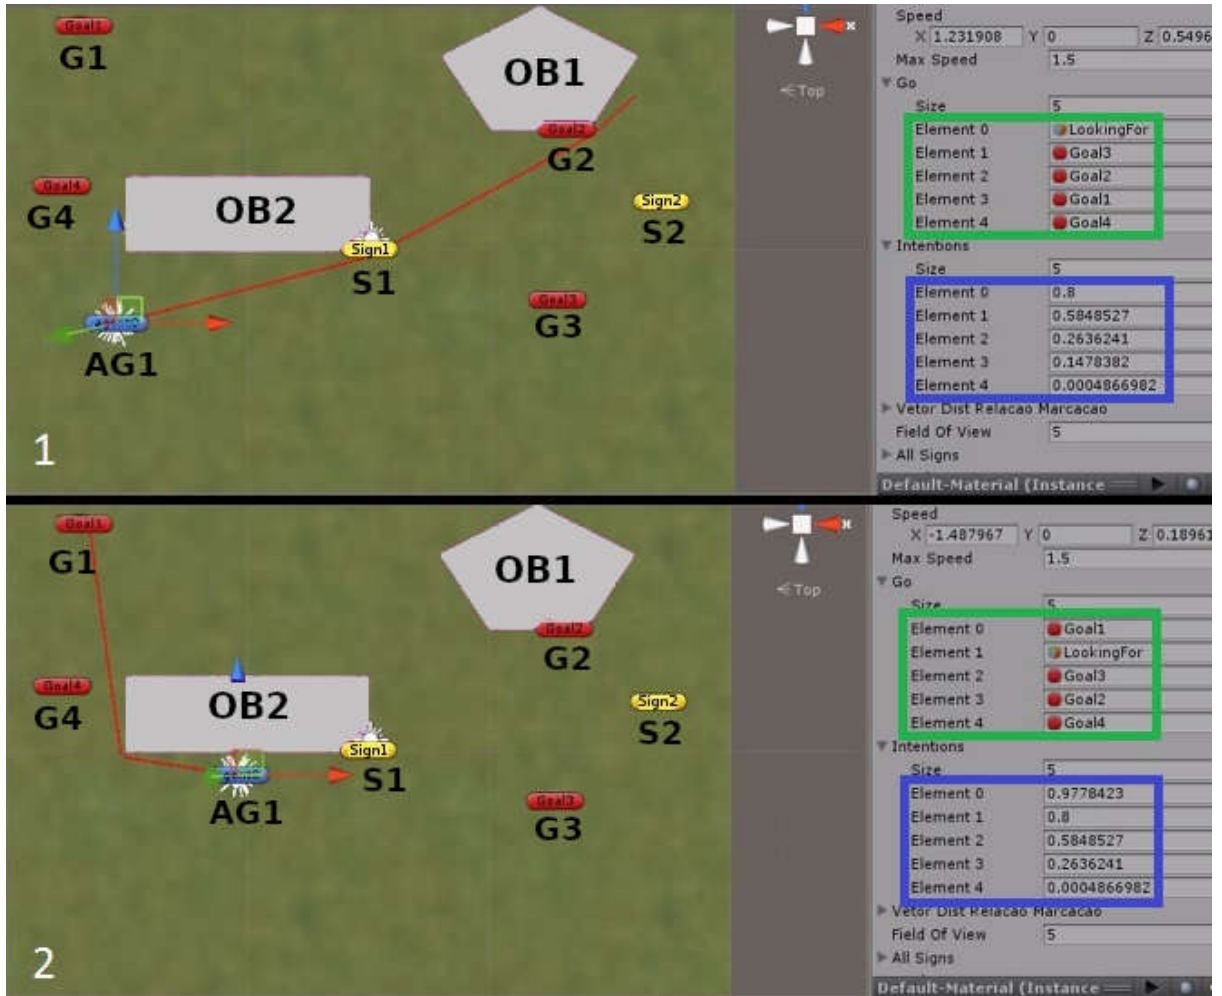 Goal1
G1
OB1
Goal2
G2
Goal4
G4
OB2
Sign1
S1
Sign2
S2
Goal3
G3
AG1
1
x
Top
Speed
X 1.231908 Y 0 Z 0.5496
Max Speed 1.5
Go
Size 5
Element 0 LookingFor
Element 1 Goal3
Element 2 Goal2
Element 3 Goal1
Element 4 Goal4
Intentions
Size 5
Element 0 0.8
Element 1 0.5848527
Element 2 0.2636241
Element 3 0.1478382
Element 4 0.0004866982
Vetor Dist Relacao Marcacao
Field Of View 5
All Signs
Default-Material (Instance
Goal1
G1
OB1
Goal2
G2
Goal4
G4
OB2
Sign1
S1
Sign2
S2
Goal3
G3
AG1
2
x
Top
Speed
X -1.487967 Y 0 Z 0.18961
Max Speed 1.5
Go
Size 5
Element 0 Goal1
Element 1 LookingFor
Element 2 Goal3
Element 3 Goal2
Element 4 Goal4
Intentions
Size 5
Element 0 0.9778423
Element 1 0.8
Element 2 0.5848527
Element 3 0.2636241
Element 4 0.0004866982
Vetor Dist Relacao Marcacao
Field Of View 5
All Signs
Default-Material (Instance